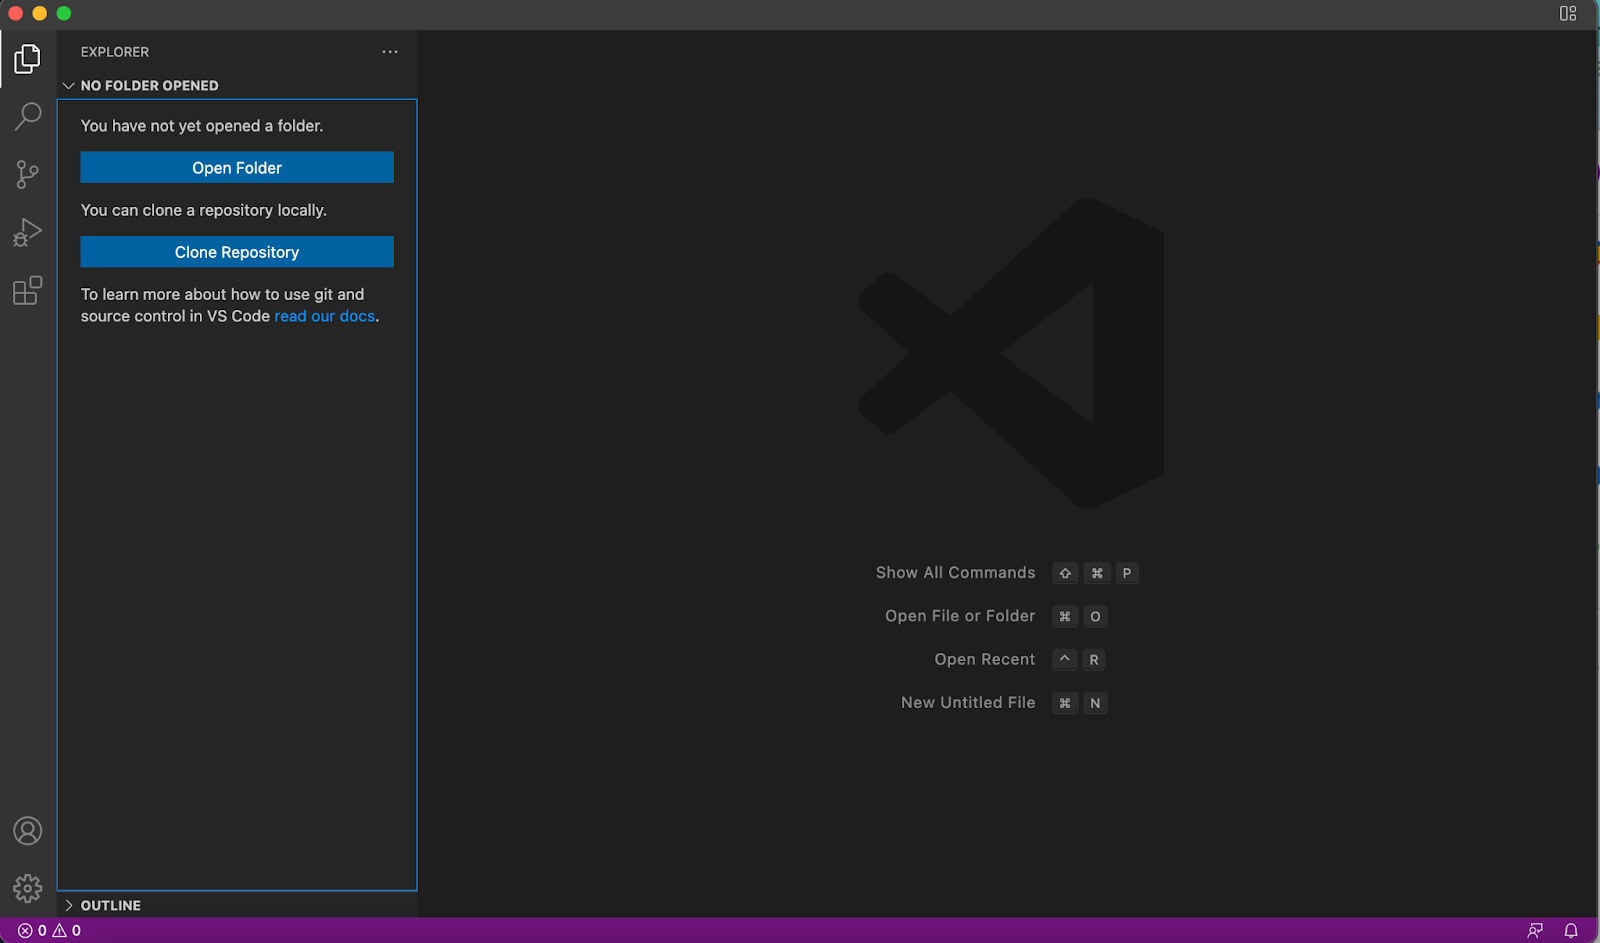 EXPLORER
NO FOLDER OPENED
You have not yet opened a folder.
Open Folder
You can clone a repository locally.
Clone Repository
To learn more about how to use git and
source control in VS Code read our docs.
Show All Commands ⇧ ⌘ P
Open File or Folder ⌘ O
Open Recent ^ R
New Untitled File ⌘ N
OUTLINE
0 0